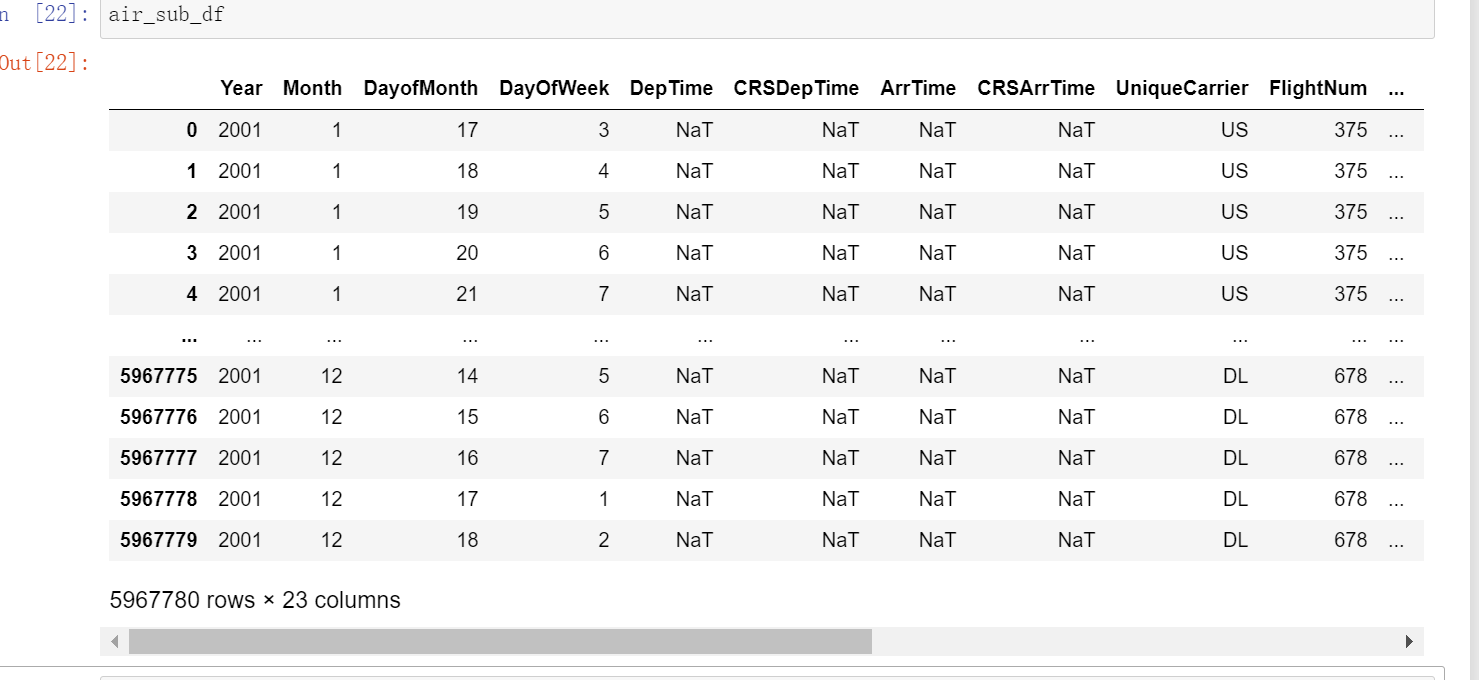 n [22]: air_sub_df
Out[22]:
Year Month DayofMonth DayOfWeek DepTime CRSDepTime ArrTime CRSArrTime UniqueCarrier FlightNum ...
0 2001 1 17 3 NaT NaT NaT NaT US 375 ...
1 2001 1 18 4 NaT NaT NaT NaT US 375 ...
2 2001 1 19 5 NaT NaT NaT NaT US 375 ...
3 2001 1 20 6 NaT NaT NaT NaT US 375 ...
4 2001 1 21 7 NaT NaT NaT NaT US 375 ...
... ... ... ... ... ... ... ... ... ... ... ...
5967775 2001 12 14 5 NaT NaT NaT NaT DL 678 ...
5967776 2001 12 15 6 NaT NaT NaT NaT DL 678 ...
5967777 2001 12 16 7 NaT NaT NaT NaT DL 678 ...
5967778 2001 12 17 1 NaT NaT NaT NaT DL 678 ...
5967779 2001 12 18 2 NaT NaT NaT NaT DL 678 ...
5967780 rows × 23 columns